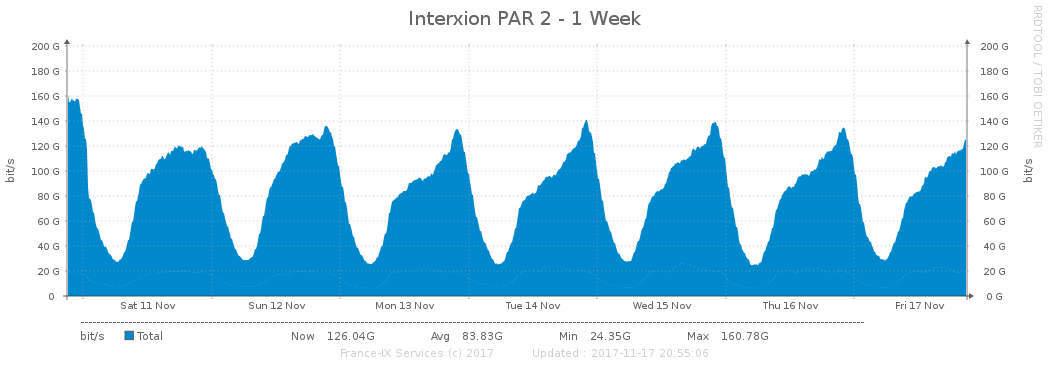 Interxion PAR 2 - 1 Week
RRDTOOL / TOBI OETIKER
200 G 200 G
180 G 180 G
160 G 160 G
140 G 140 G
120 G 120 G
100 G 100 G
80 G 80 G
60 G 60 G
40 G 40 G
20 G 20 G
0 0 G
bit/s bit/s
Sat 11 Nov Sun 12 Nov Mon 13 Nov Tue 14 Nov Wed 15 Nov Thu 16 Nov Fri 17 Nov
bit/s Total Now 126.04G Avg 83.83G Min 24.35G Max 160.78G
France-IX Services (c) 2017 Updated : 2017-11-17 20:55:06